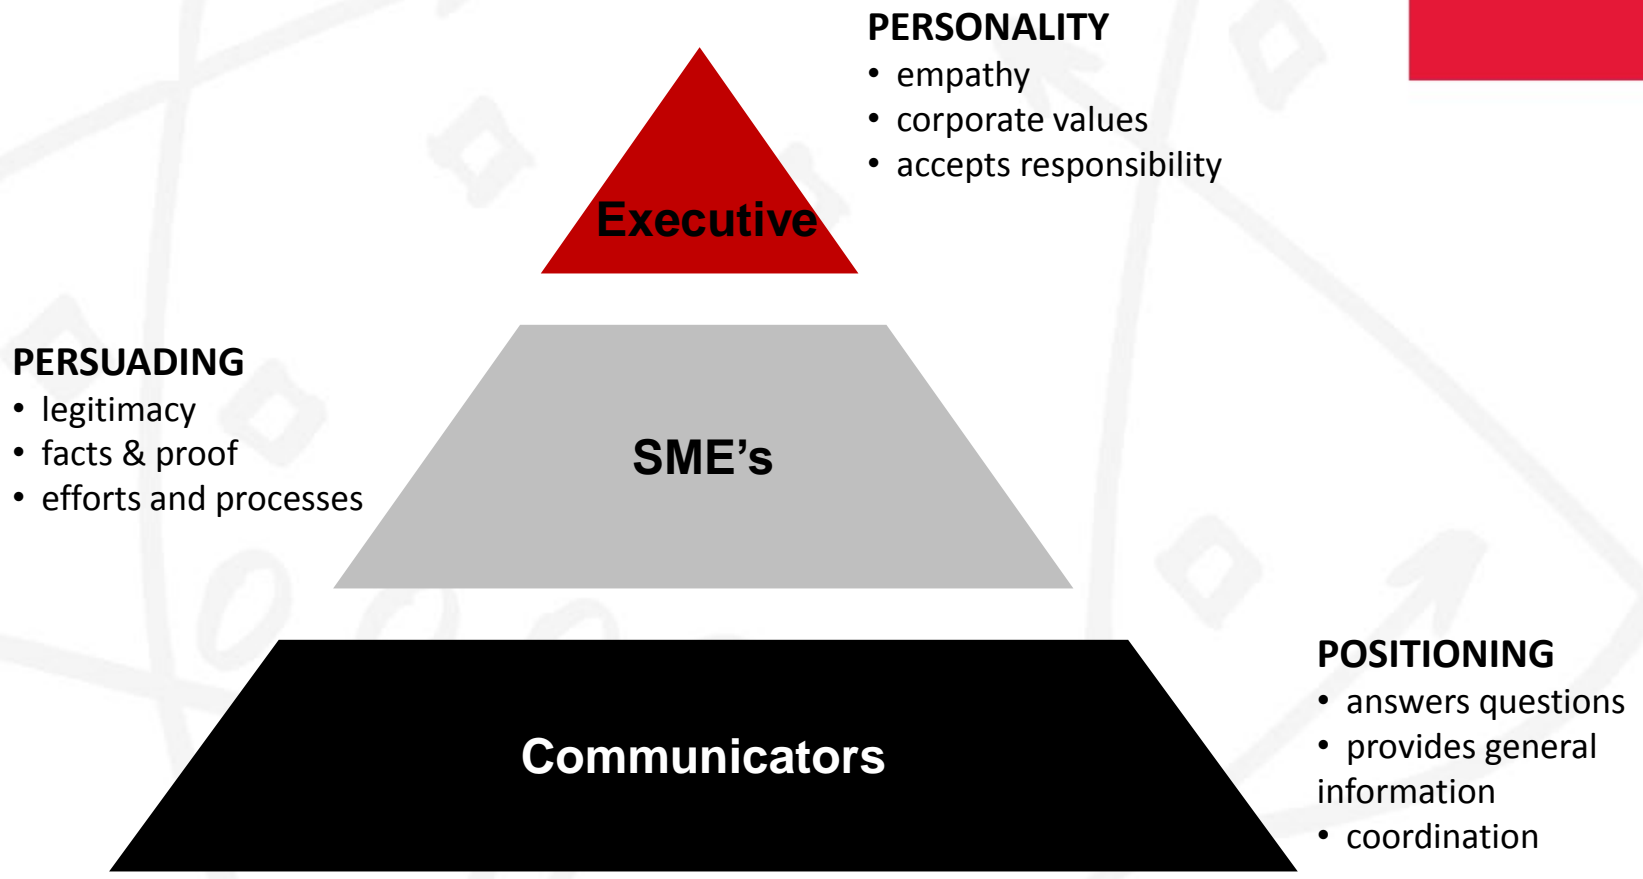 PERSONALITY
• empathy
• corporate values
• accepts responsibility
Executive
PERSUADING
• legitimacy
• facts & proof
• efforts and processes
SME’s
POSITIONING
• answers questions
• provides general
information
• coordination
Communicators